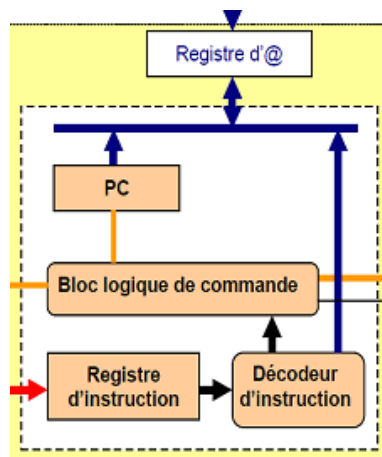 Registre d'@
PC
Bloc logique de commande
Registre
d'instruction
Décodeur
d'instruction